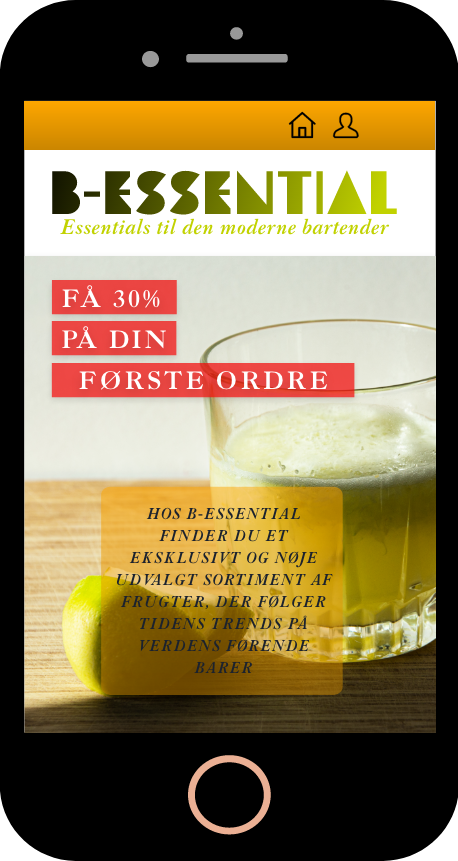 B-ESSENTIAL
Essentials til den moderne bartender
FÅ 30%
PÅ DIN
FØRSTE ORDRE
HOS B-ESSENTIAL
FINDER DU ET
EKSKLUSIVT OG NØJE
UDVALGT SORTIMENT AF
FRUGTER, DER FØLGER
TIDENS TRENDS PÅ
VERDENS FØRENDE
BARER